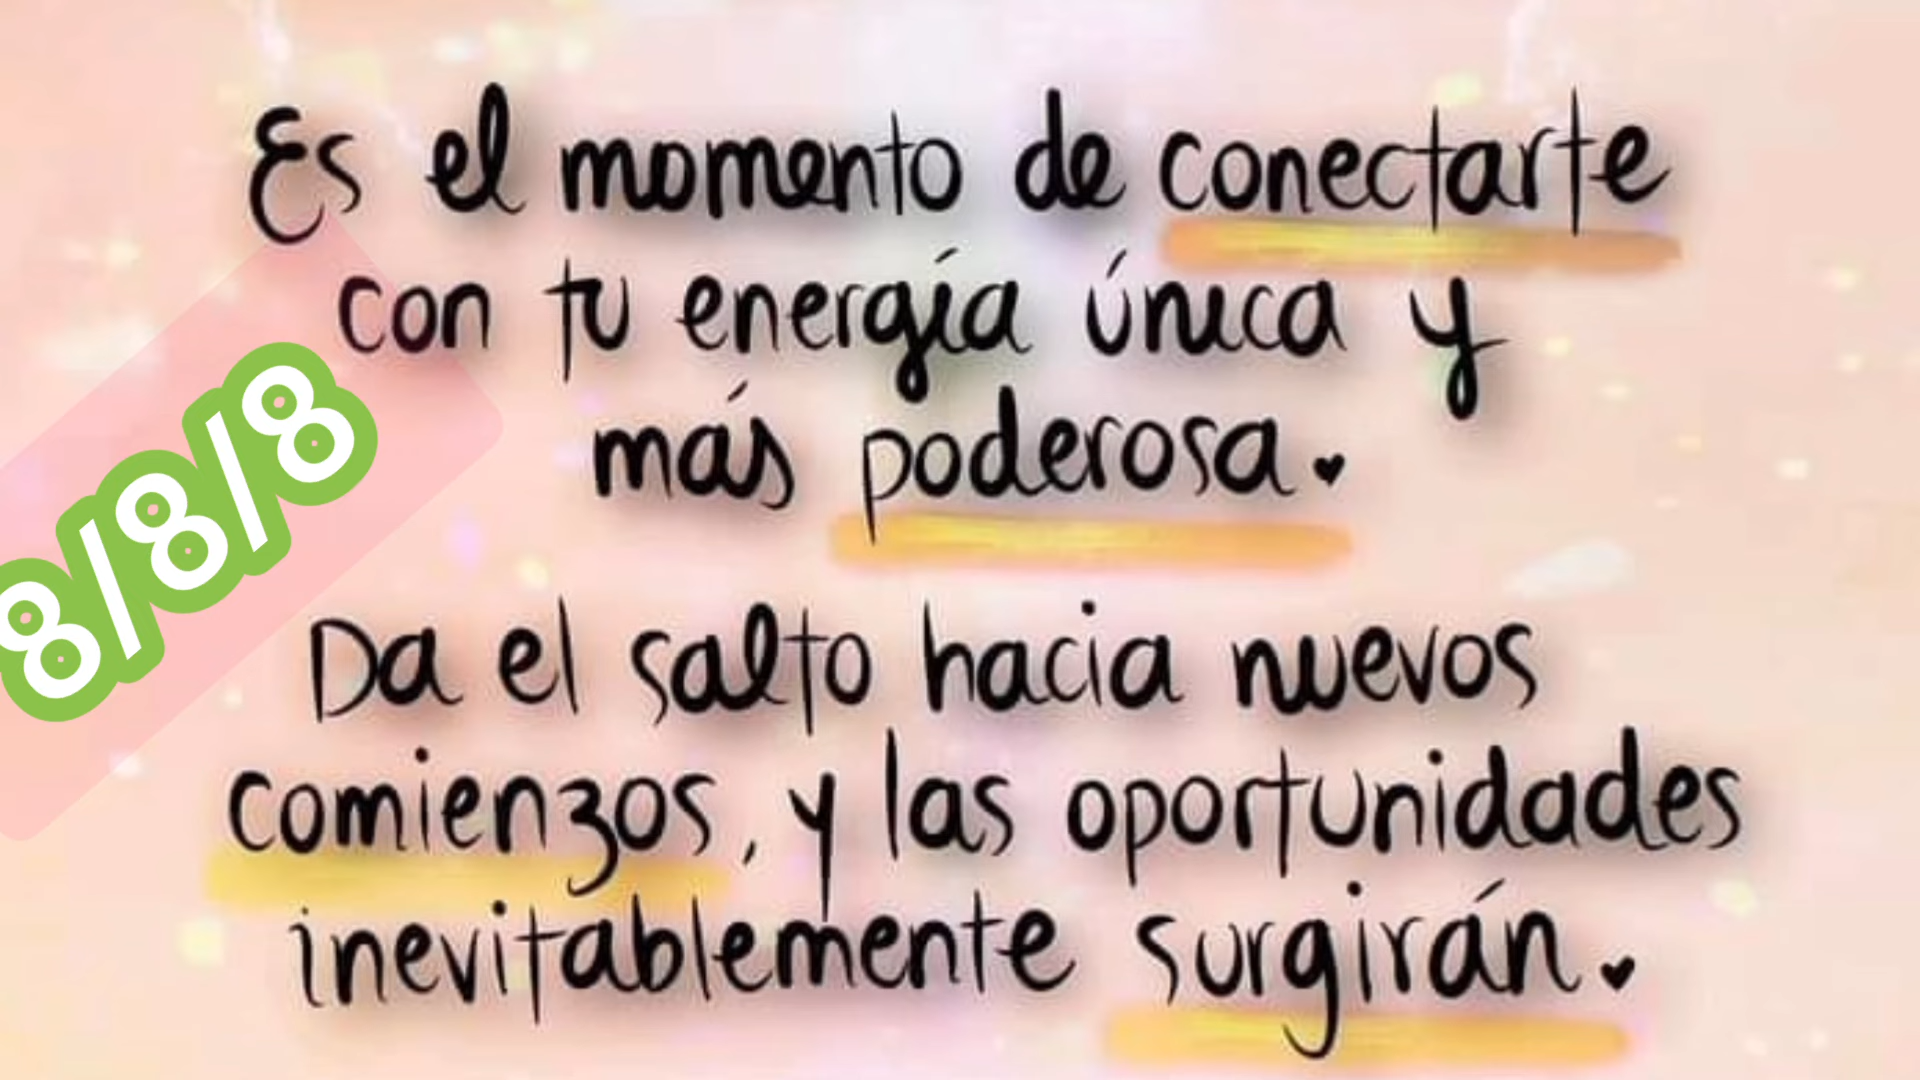 Es el momento de conectarte
con tu energía única y
más poderosa.
8/8/8
Da el salto hacia nuevos
comienzos, y las oportunidades
inevitablemente surgirán.